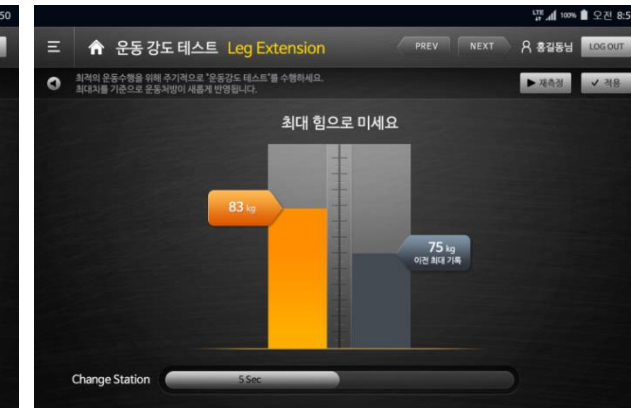 50
LTE 100% 오전 8:5
운동 강도 테스트 Leg Extension
PREV
NEXT
홍길동님
LOG OUT
최적의 운동수행을 위해 주기적으로 "운동강도 테스트"를 수행하세요.
최대치를 기준으로 운동처방이 새롭게 반영됩니다.
재측정
적용
최대 힘으로 미세요
83 kg
75 kg
이전 최대 기록
Change Station
5 Sec